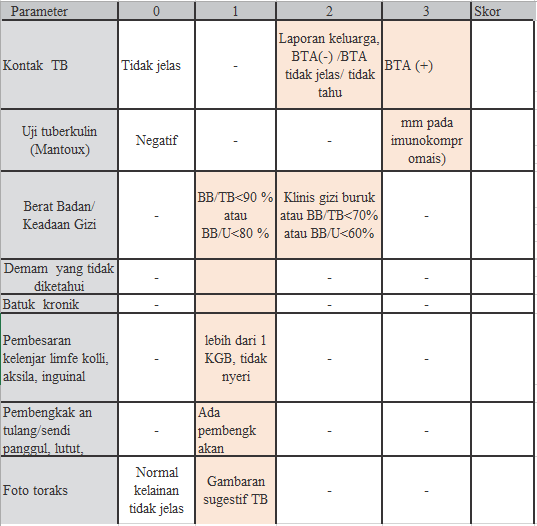 Parameter 0 1 2 3 Skor
Kontak TB Tidak jelas - Laporan keluarga, BTA(-) /BTA tidak jelas/ tidak tahu BTA (+)
Uji tuberkulin (Mantoux) Negatif - - mm pada imunokompr omais)
Berat Badan/ Keadaan Gizi - BB/TB<90 % atau BB/U<80 % Klinis gizi buruk atau BB/TB<70% atau BB/U<60% -
Demam yang tidak diketahui - - -
Batuk kronik - - -
Pembesaran kelenjar limfe kolli, aksila, inguinal - lebih dari 1 KGB, tidak nyeri - -
Pembengkak an tulang/sendi panggul, lutut, - Ada pembengk akan - -
Foto toraks Normal kelainan tidak jelas Gambaran sugestif TB - -